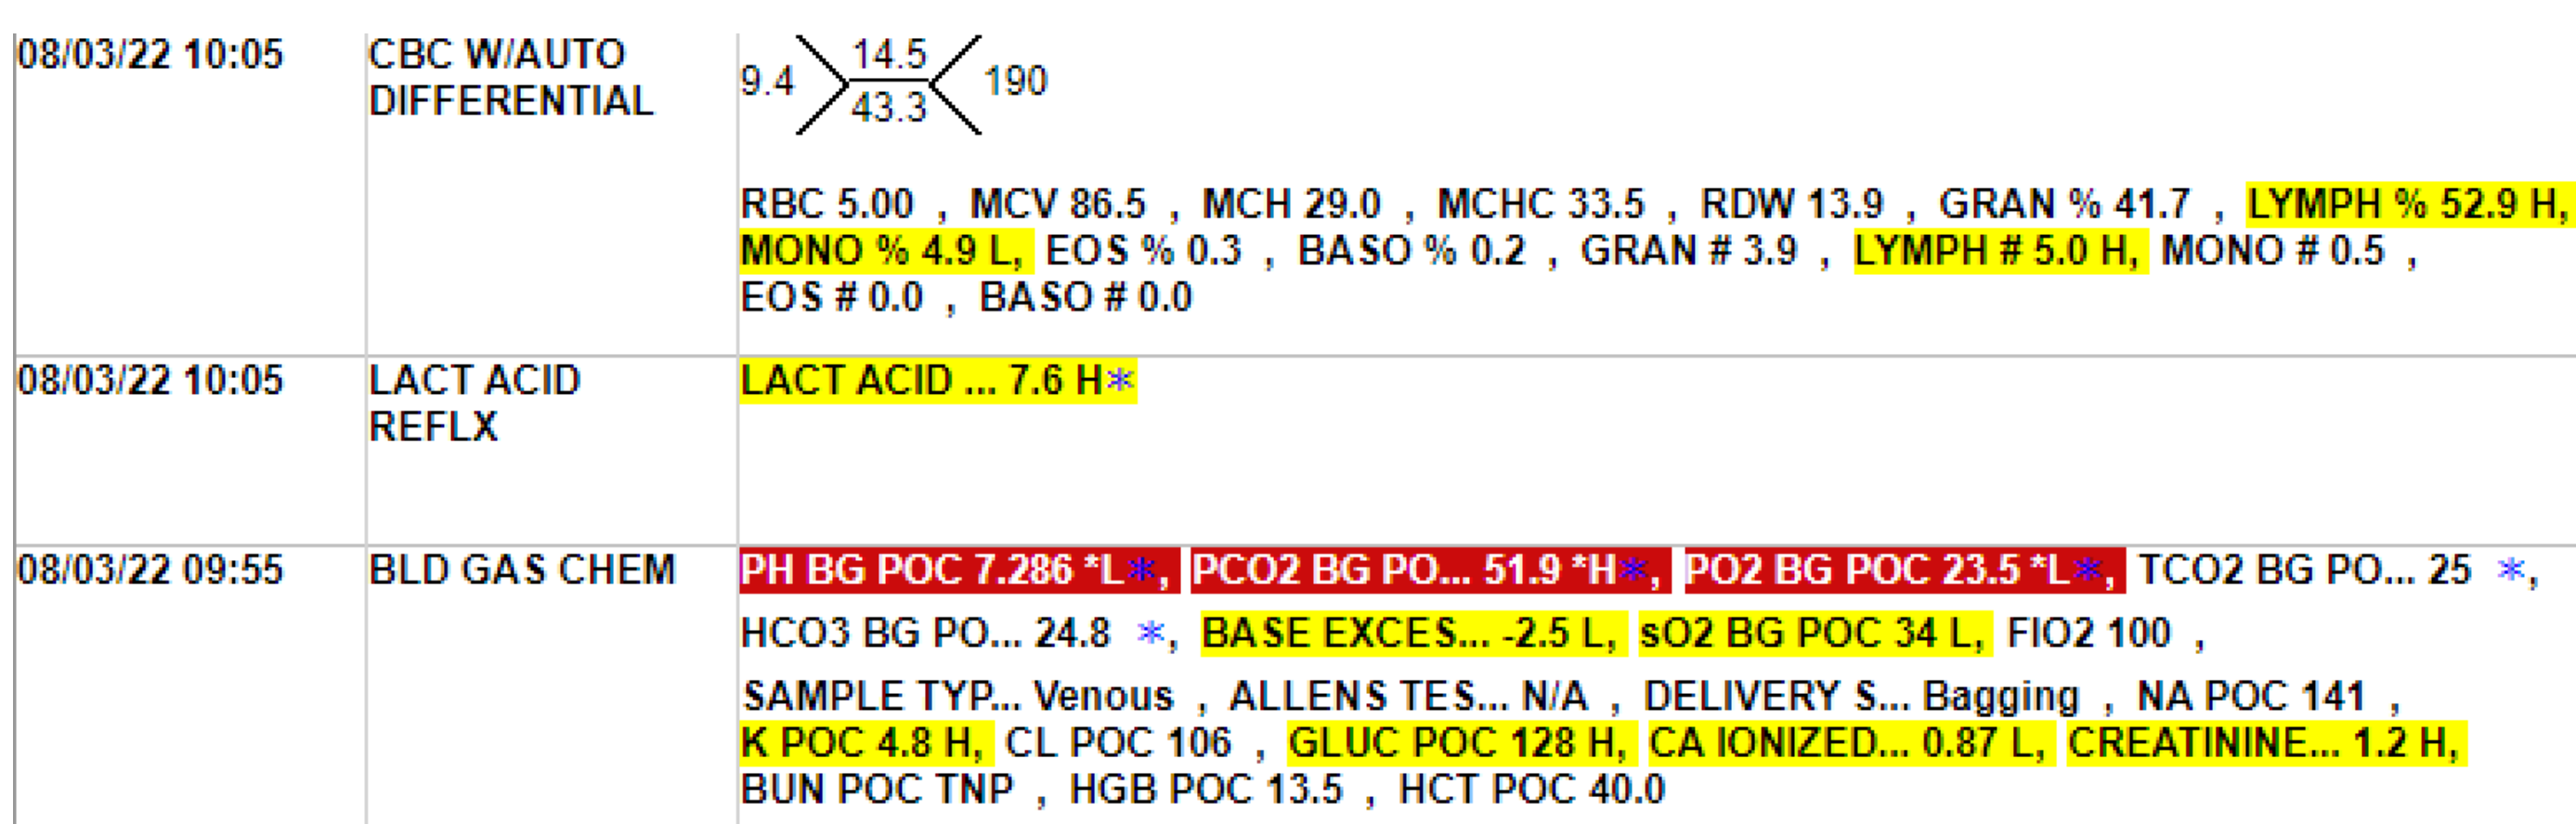 08/03/22 10:05 CBC W/AUTO DIFFERENTIAL
9.4 14.5 43.3 190
RBC 5.00 , MCV 86.5 , MCH 29.0 , MCHC 33.5 , RDW 13.9 , GRAN % 41.7 , LYMPH % 52.9 H,
MONO % 4.9 L, EOS % 0.3 , BASO % 0.2 , GRAN # 3.9 , LYMPH # 5.0 H, MONO # 0.5 ,
EOS # 0.0 , BASO # 0.0
08/03/22 10:05 LACT ACID REFLX
LACT ACID ... 7.6 H*
08/03/22 09:55 BLD GAS CHEM
PH BG POC 7.286 *L*, PCO2 BG PO... 51.9 *H*, PO2 BG POC 23.5 *L*, TCO2 BG PO... 25 *,
HCO3 BG PO... 24.8 *, BASE EXCES... -2.5 L, sO2 BG POC 34 L, FIO2 100 ,
SAMPLE TYP... Venous , ALLENS TES... N/A , DELIVERY S... Bagging , NA POC 141 ,
K POC 4.8 H, CL POC 106 , GLUC POC 128 H, CA IONIZED... 0.87 L, CREATININE... 1.2 H,
BUN POC TNP , HGB POC 13.5 , HCT POC 40.0